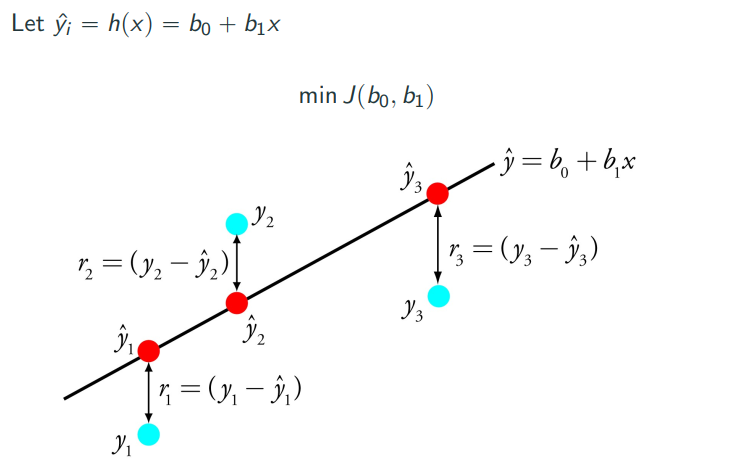 Let ŷᵢ = h(x) = b₀ + b₁x
min J(b₀, b₁)
ŷ = b₀ + b₁x
ŷ₃
y₂
r₂ = (y₂ − ŷ₂)
r₃ = (y₃ − ŷ₃)
y₃
ŷ₂
ŷ₁
r₁ = (y₁ − ŷ₁)
y₁